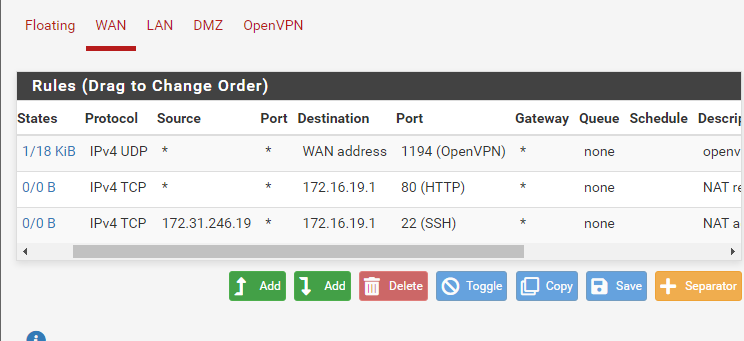 Floating WAN LAN DMZ OpenVPN
Rules (Drag to Change Order)
States Protocol Source Port Destination Port Gateway Queue Schedule Descrip
1/18 KiB IPv4 UDP * * WAN address 1194 (OpenVPN) * none openv
0/0 B IPv4 TCP * * 172.16.19.1 80 (HTTP) * none NAT re
0/0 B IPv4 TCP 172.31.246.19 * 172.16.19.1 22 (SSH) * none NAT a
Add Add Delete Toggle Copy Save Separator